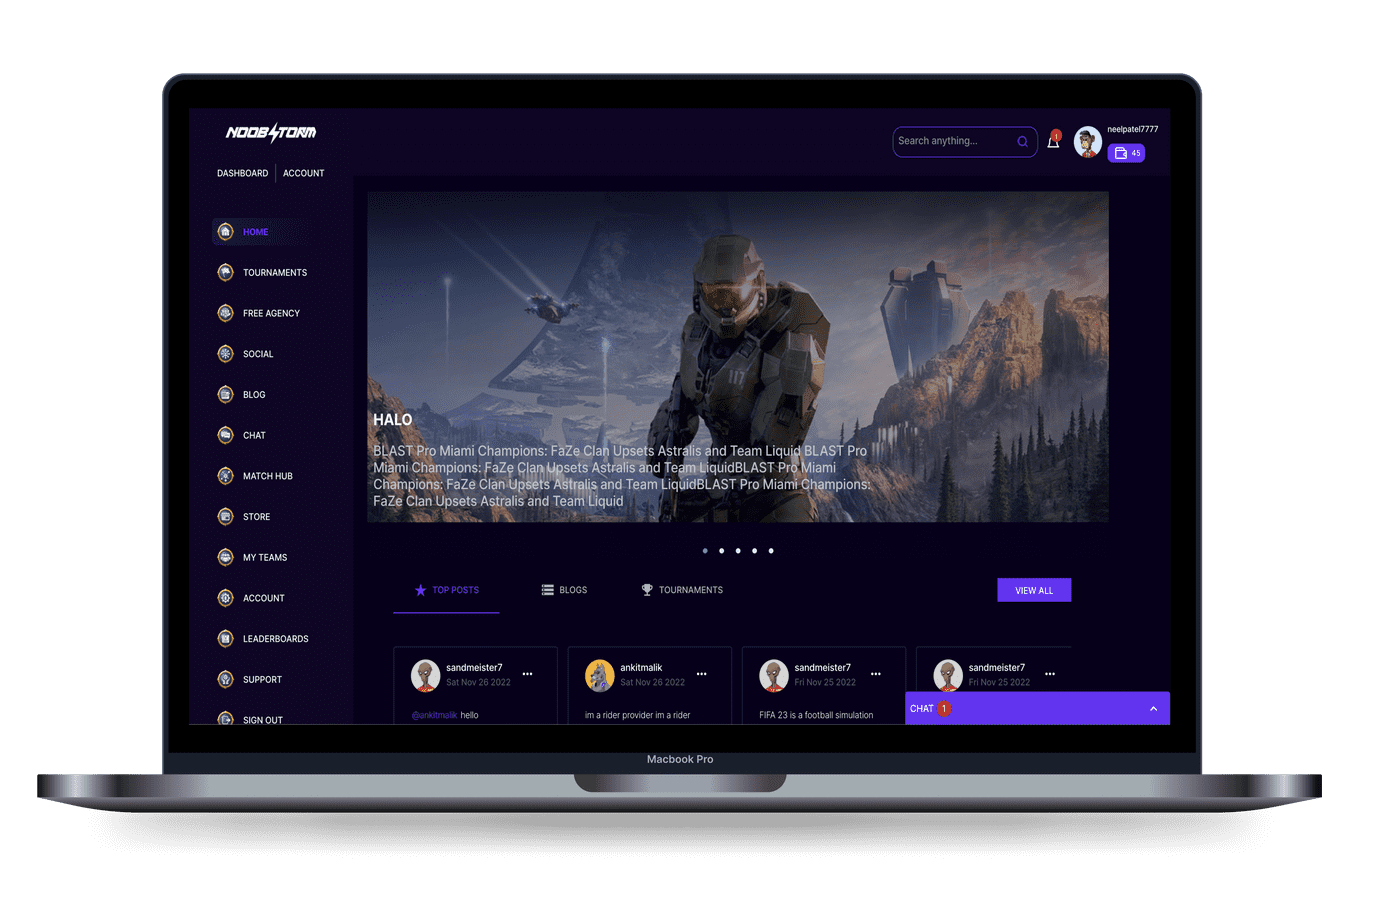 NOOBSTORM
Search anything...
1
neelpatel7777
45
DASHBOARD
ACCOUNT
HOME
TOURNAMENTS
FREE AGENCY
SOCIAL
BLOG
CHAT
MATCH HUB
STORE
MY TEAMS
ACCOUNT
LEADERBOARDS
SUPPORT
SIGN OUT
117
HALO
BLAST Pro Miami Champions: FaZe Clan Upsets Astralis and Team Liquid BLAST Pro
Miami Champions: FaZe Clan Upsets Astralis and Team LiquidBLAST Pro Miami
Champions: FaZe Clan Upsets Astralis and Team LiquidBLAST Pro Miami Champions:
FaZe Clan Upsets Astralis and Team Liquid
TOP POSTS
BLOGS
TOURNAMENTS
VIEW ALL
sandmeister7
Sat Nov 26 2022
@ankitmalik hello
ankitmalik
Sat Nov 26 2022
im a rider provider im a rider
sandmeister7
Fri Nov 25 2022
FIFA 23 is a football simulation
sandmeister7
Fri Nov 25 2022
CHAT 1
Macbook Pro